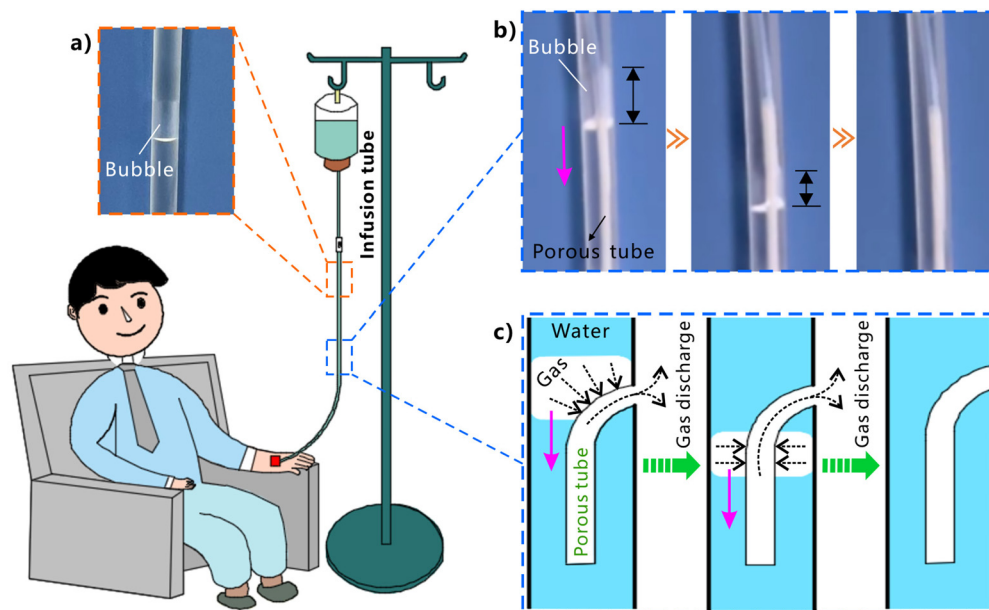 a)
Bubble
Infusion tube
b)
Bubble
Porous tube
c)
Water
Gas
Porous tube
Gas discharge
Gas discharge